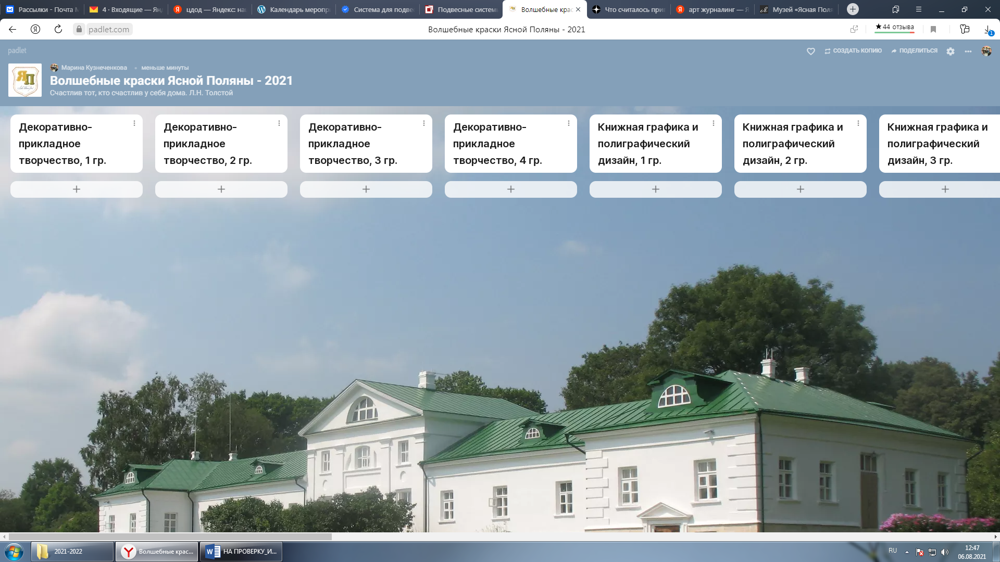 Рассылки - Почта М
4 · Входящие — Ян
цдод — Яндекс: на
Календарь меропр
Система для подве
Подвесные систем
Волшебные крас
Что считалось при
арт журналинг — Я
Музей «Ясная Поля
padlet.com
Волшебные краски Ясной Поляны - 2021
★44 отзыва
1
padlet
СОЗДАТЬ КОПИЮ
ПОДЕЛИТЬСЯ
ЯП
Марина Кузнеченкова • меньше минуты
Волшебные краски Ясной Поляны - 2021
Счастлив тот, кто счастлив у себя дома. Л.Н. Толстой
Декоративно-
прикладное
творчество, 1 гр.
Декоративно-
прикладное
творчество, 2 гр.
Декоративно-
прикладное
творчество, 3 гр.
Декоративно-
прикладное
творчество, 4 гр.
Книжная графика и
полиграфический
дизайн, 1 гр.
Книжная графика и
полиграфический
дизайн, 2 гр.
Книжная графика и
полиграфический
дизайн, 3 гр.
2021-2022
Волшебные крас...
НА ПРОВЕРКУ_И...
RU
12:47
06.08.2021